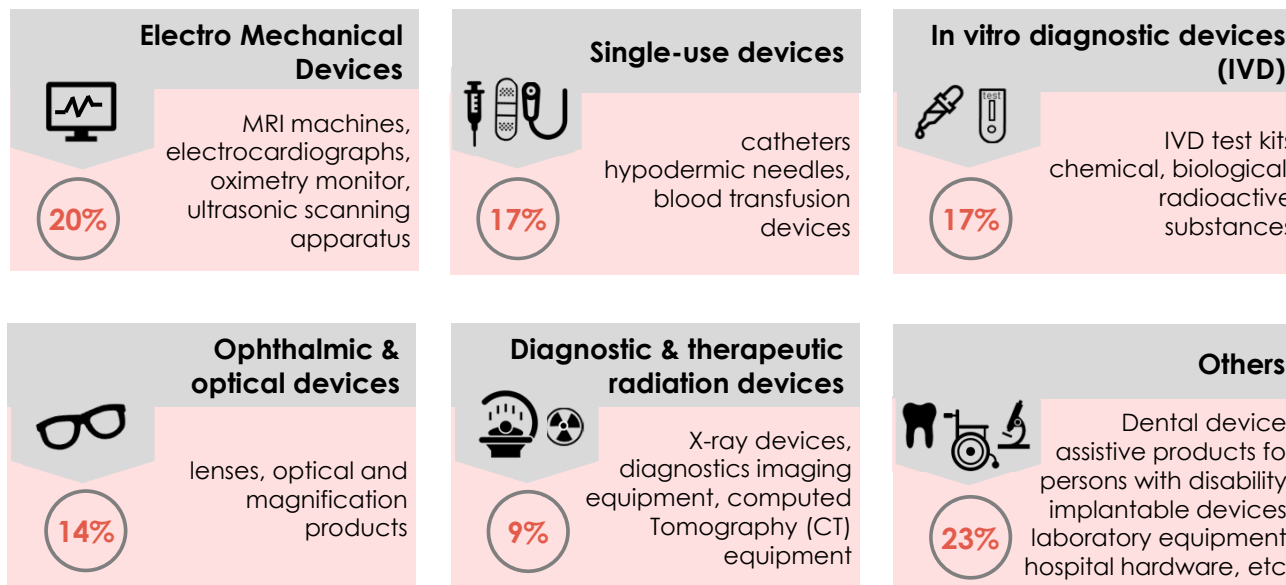 Electro Mechanical
Devices
MRI machines,
electrocardiographs,
oximetry monitor,
ultrasonic scanning
apparatus
20%
Single-use devices
catheters
hypodermic needles,
blood transfusion
devices
17%
In vitro diagnostic devices
(IVD)
test
IVD test kits
chemical, biological
radioactive
substances
17%
Ophthalmic &
optical devices
lenses, optical and
magnification
products
14%
Diagnostic & therapeutic
radiation devices
X-ray devices,
diagnostics imaging
equipment, computed
Tomography (CT)
equipment
9%
Others
Dental device
assistive products fo
persons with disability
implantable devices
laboratory equipment
hospital hardware, etc
23%